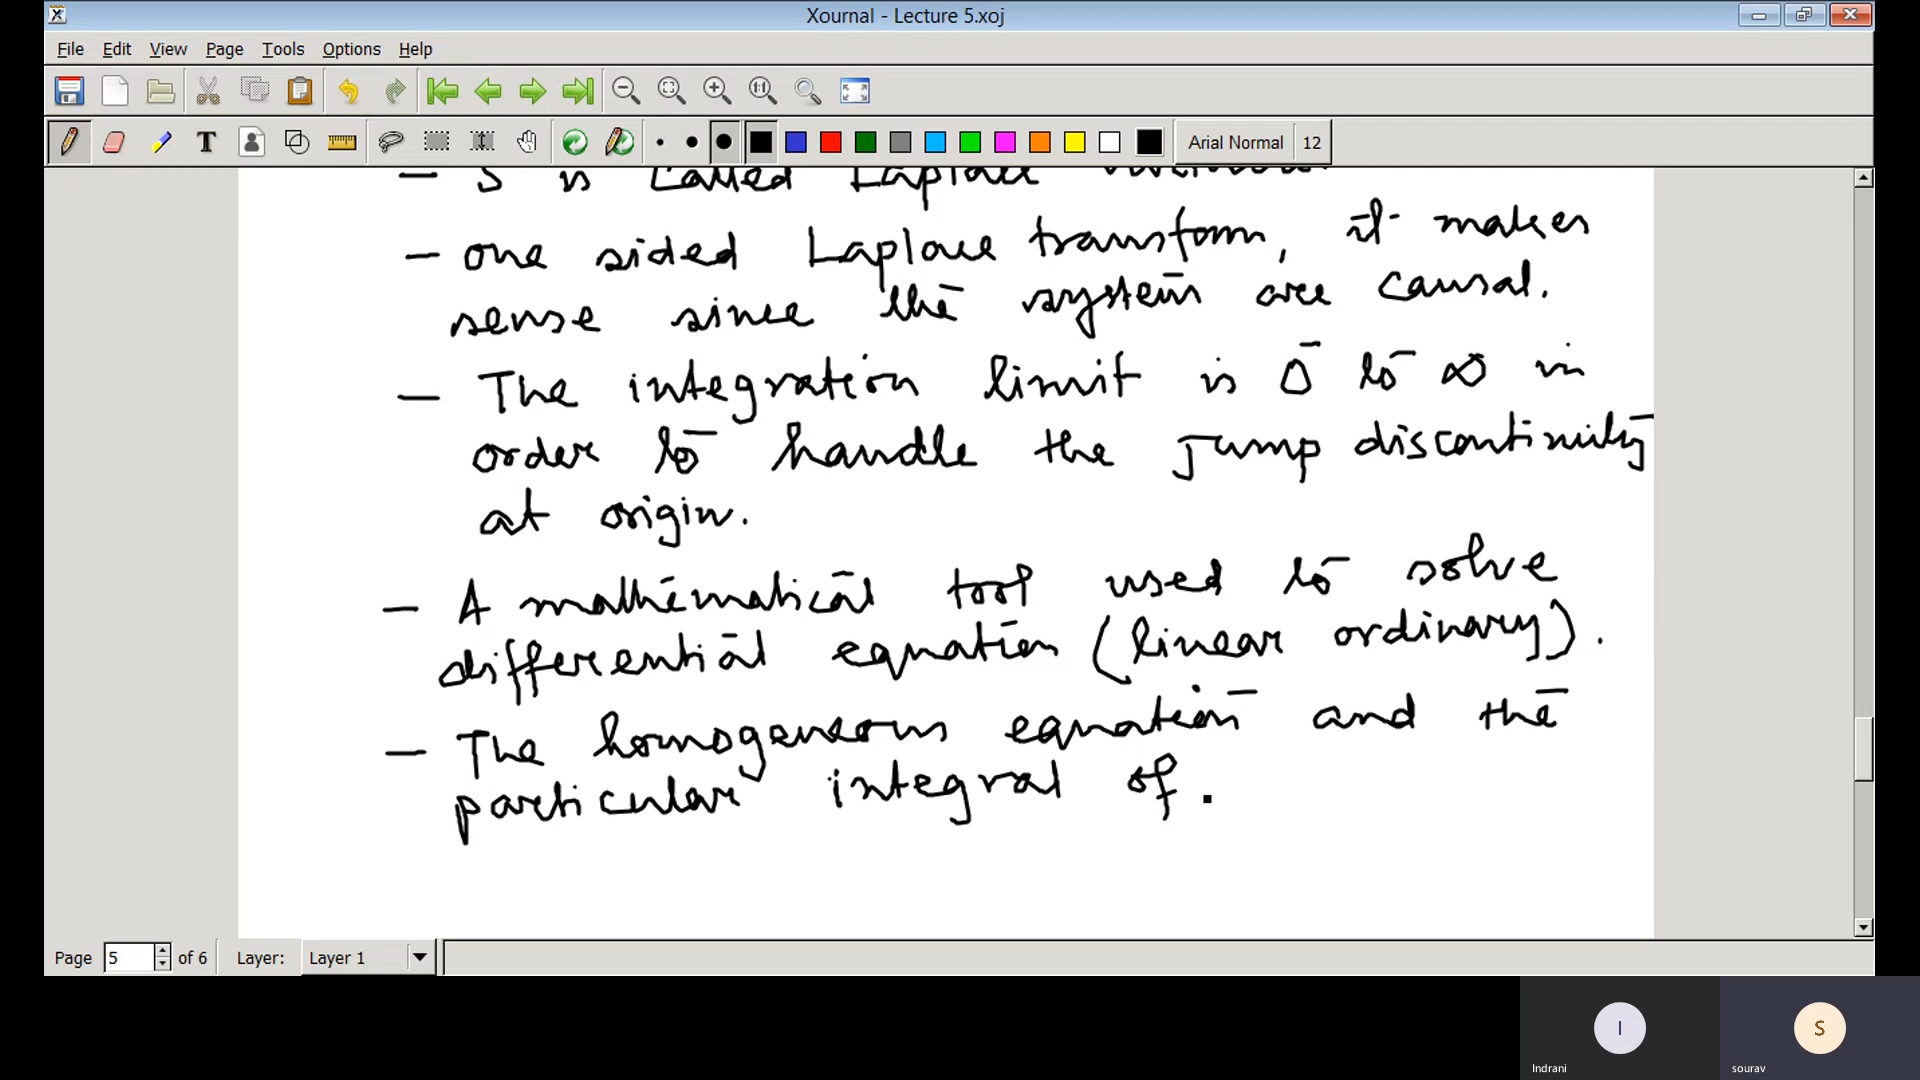 Xournal - Lecture 5.xoj
File Edit View Page Tools Options Help
Arial Normal 12
- S is called Laplace
- one sided Laplace transform, it makes
sense since the system are causal.
- The integration limit is 0⁻ to ∞ in
order to handle the jump discontinuity
at origin.
- A mathematical tool used to solve
differential equation (linear ordinary).
- The homogeneous equation and the
particular integral of
Page 5 of 6 Layer: Layer 1
I S
Indrani sourav